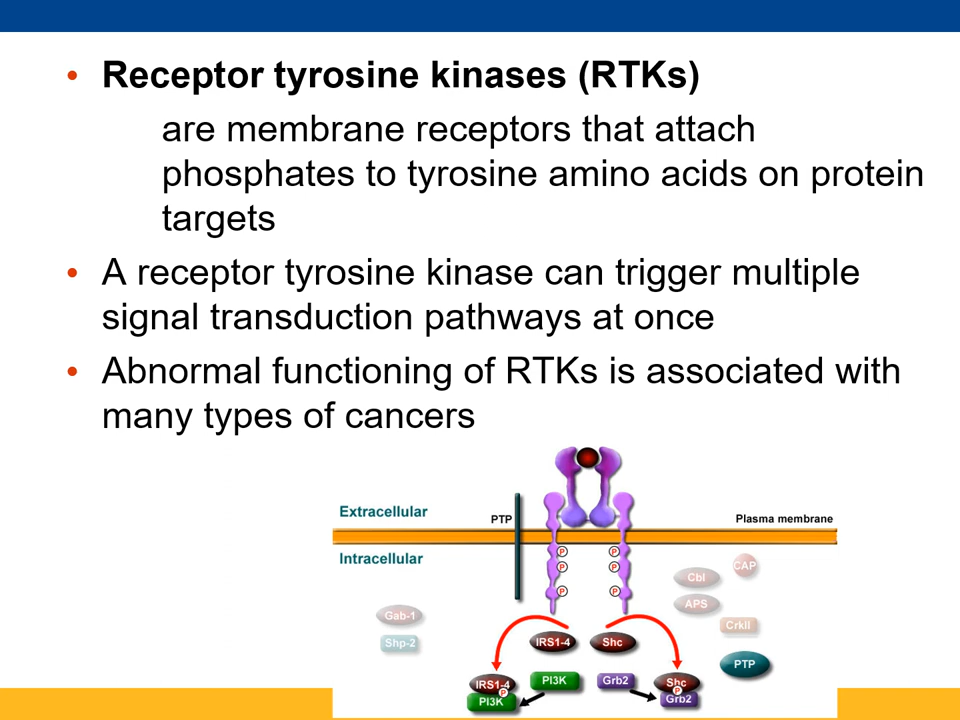 Receptor tyrosine kinases (RTKs)
are membrane receptors that attach
phosphates to tyrosine amino acids on protein
targets
A receptor tyrosine kinase can trigger multiple
signal transduction pathways at once
Abnormal functioning of RTKs is associated with
many types of cancers
Extracellular
PTP
Plasma membrane
Intracellular
P
P
P
P
P
P
Cbl
CAP
APS
Gab-1
Shp-2
CrkII
IRS1-4
Shc
PTP
IRS1-4
P
PI3K
PI3K
Grb2
Shc
P
Grb2